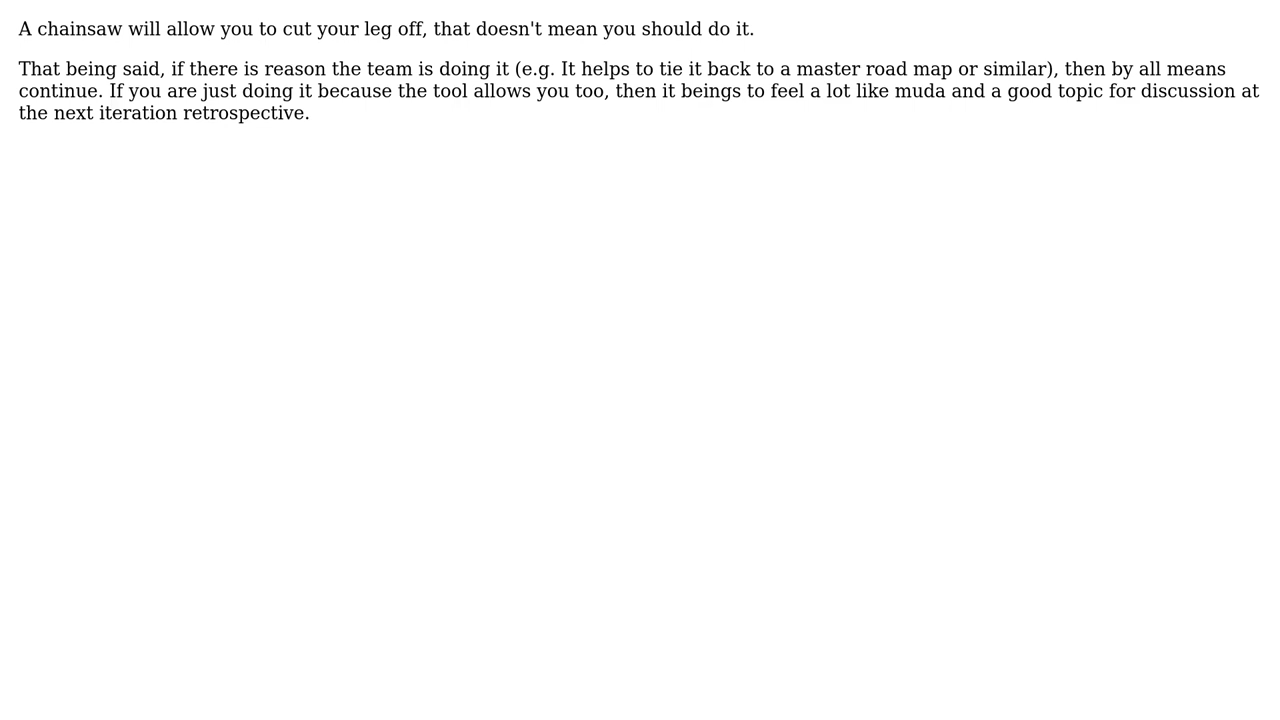 A chainsaw will allow you to cut your leg off, that doesn't mean you should do it.
That being said, if there is reason the team is doing it (e.g. It helps to tie it back to a master road map or similar), then by all means
continue. If you are just doing it because the tool allows you too, then it beings to feel a lot like muda and a good topic for discussion at
the next iteration retrospective.